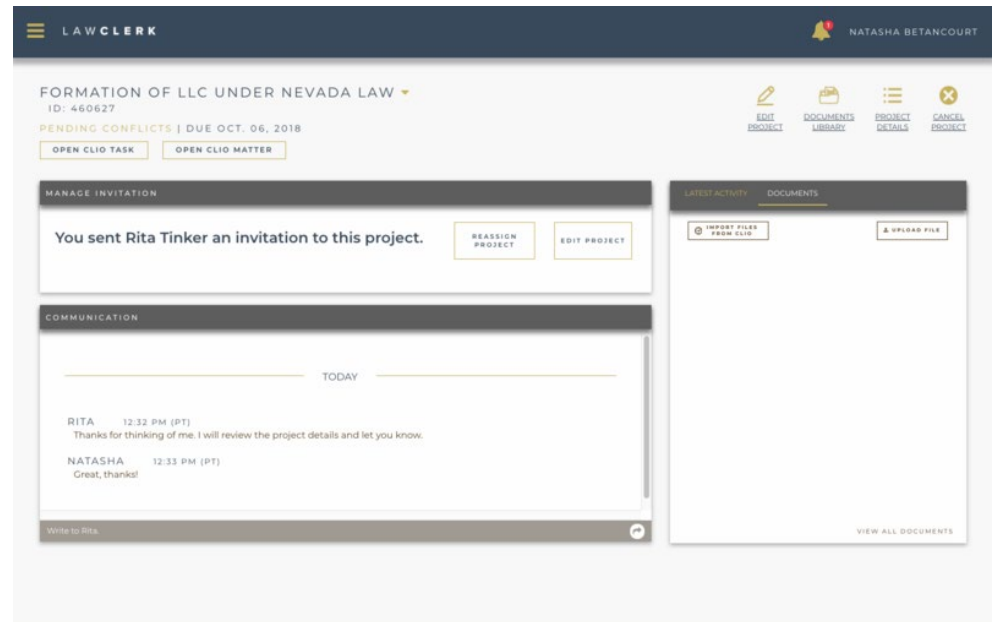 LAWCLERK
1
NATASHA BETANCOURT
FORMATION OF LLC UNDER NEVADA LAW
ID: 460627
PENDING CONFLICTS | DUE OCT. 06, 2018
OPEN CLIO TASK
OPEN CLIO MATTER
EDIT
PROJECT
DOCUMENTS
LIBRARY
PROJECT
DETAILS
CANCEL
PROJECT
MANAGE INVITATION
You sent Rita Tinker an invitation to this project.
REASSIGN
PROJECT
EDIT PROJECT
COMMUNICATION
TODAY
RITA 12:32 PM (PT)
Thanks for thinking of me. I will review the project details and let you know.
NATASHA 12:33 PM (PT)
Great, thanks!
Write to Rita
LATEST ACTIVITY
DOCUMENTS
IMPORT FILES
FROM CLIO
UPLOAD FILE
VIEW ALL DOCUMENTS